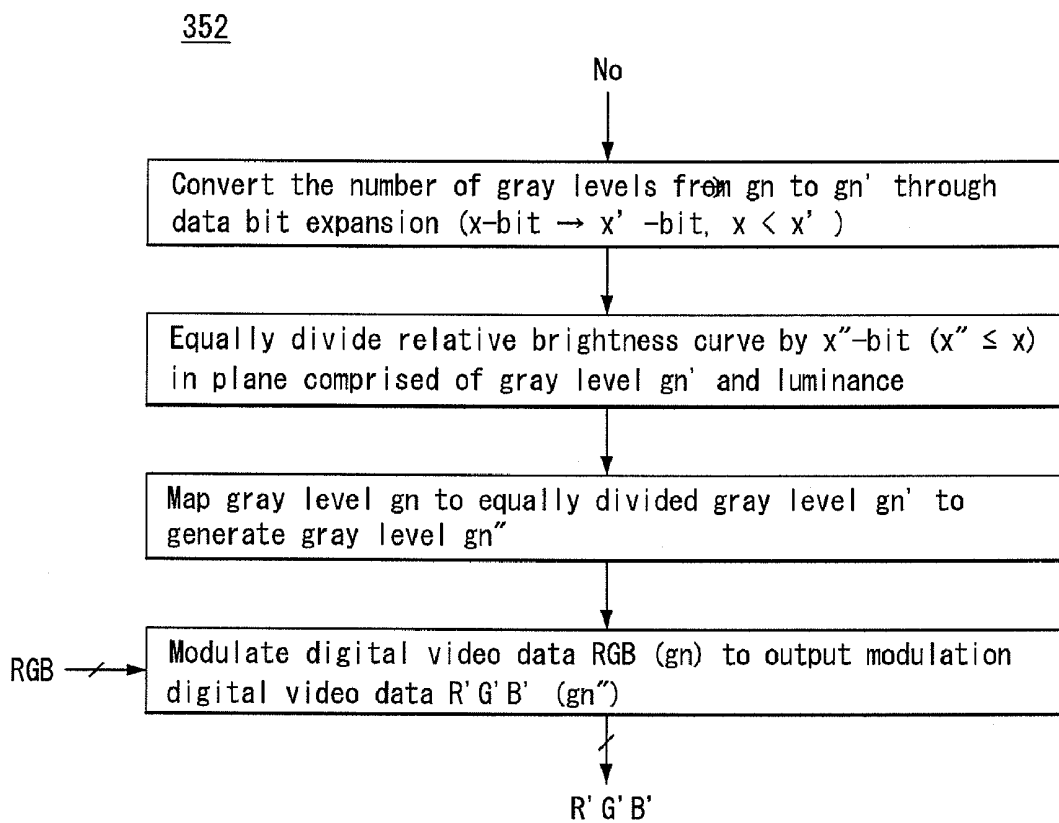 352
No
Convert the number of gray levels from gn to gn' through
data bit expansion (x-bit → x' -bit, x < x' )
Equally divide relative brightness curve by x″-bit (x″ ≤ x)
in plane comprised of gray level gn' and luminance
Map gray level gn to equally divided gray level gn' to
generate gray level gn″
RGB
Modulate digital video data RGB (gn) to output modulation
digital video data R'G'B' (gn″)
R'G'B'